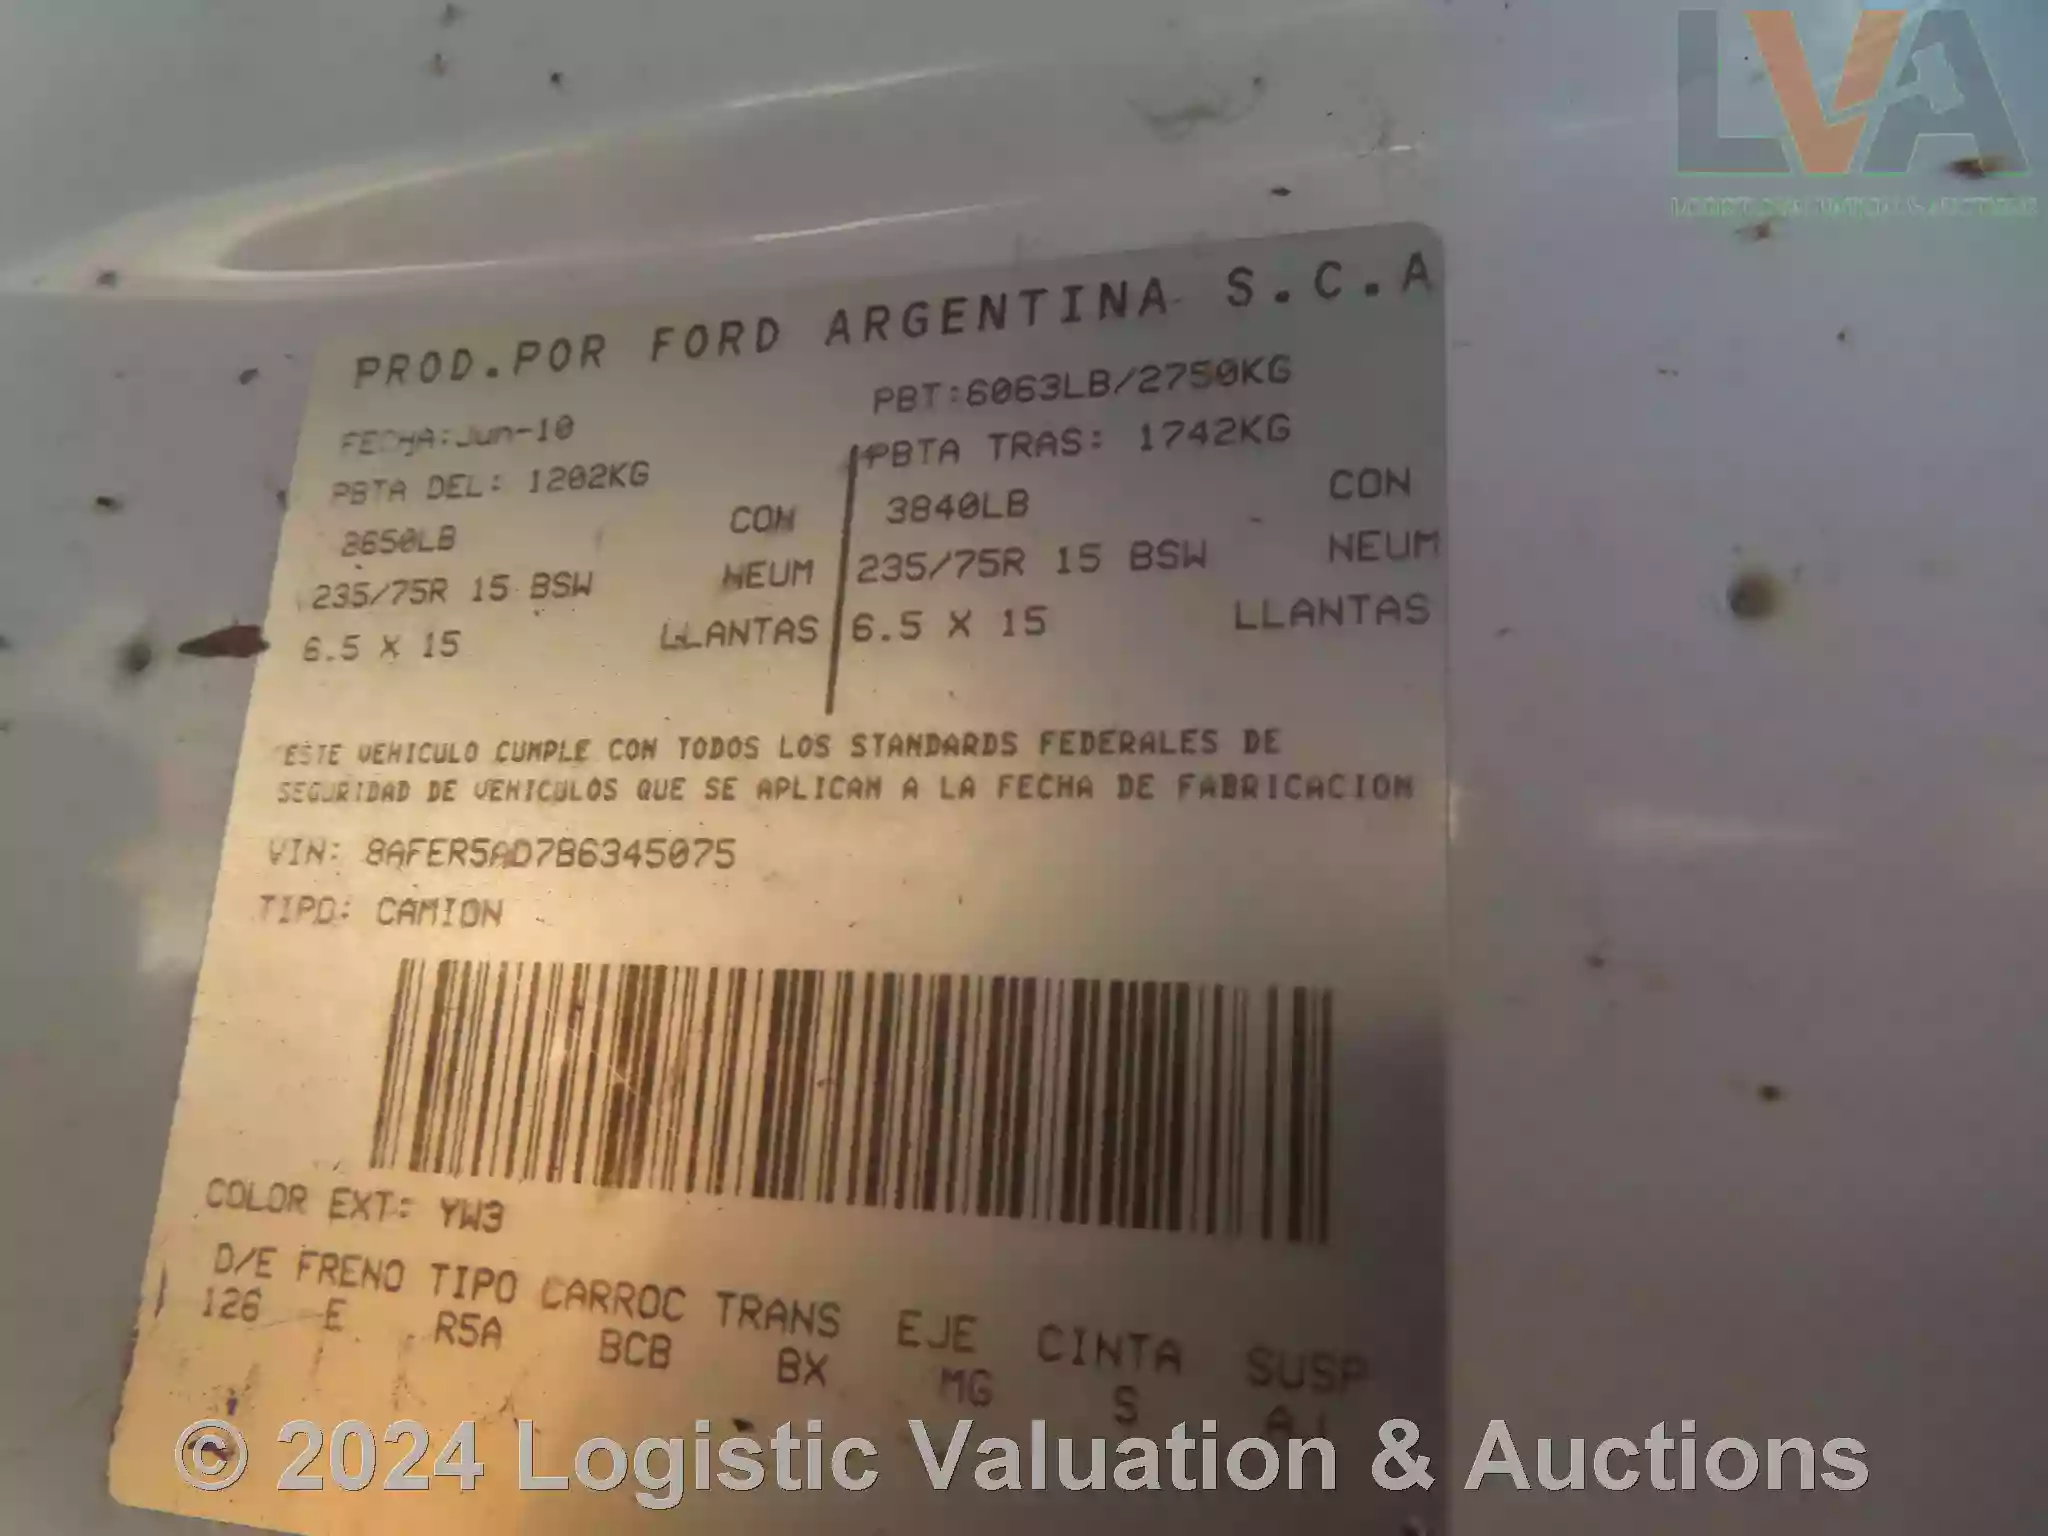 LVA
PROD.POR FORD ARGENTINA S.C.A
FECHA:Jun-10 PBT:6063LB/2750KG
PBTA DEL: 1202KG PBTA TRAS: 1742KG
2650LB CON 3840LB CON
235/75R 15 BSW NEUM 235/75R 15 BSW NEUM
6.5 X 15 LLANTAS 6.5 X 15 LLANTAS
ESTE VEHICULO CUMPLE CON TODOS LOS STANDARDS FEDERALES DE
SEGURIDAD DE VEHICULOS QUE SE APLICAN A LA FECHA DE FABRICACION
VIN: 8AFER5AD7B6345075
TIPO: CAMION
COLOR EXT: YW3
D/E FRENO TIPO CARROC TRANS EJE CINTA SUSP
126 E R5A BCB BX MG S
© 2024 Logistic Valuation & Auctions